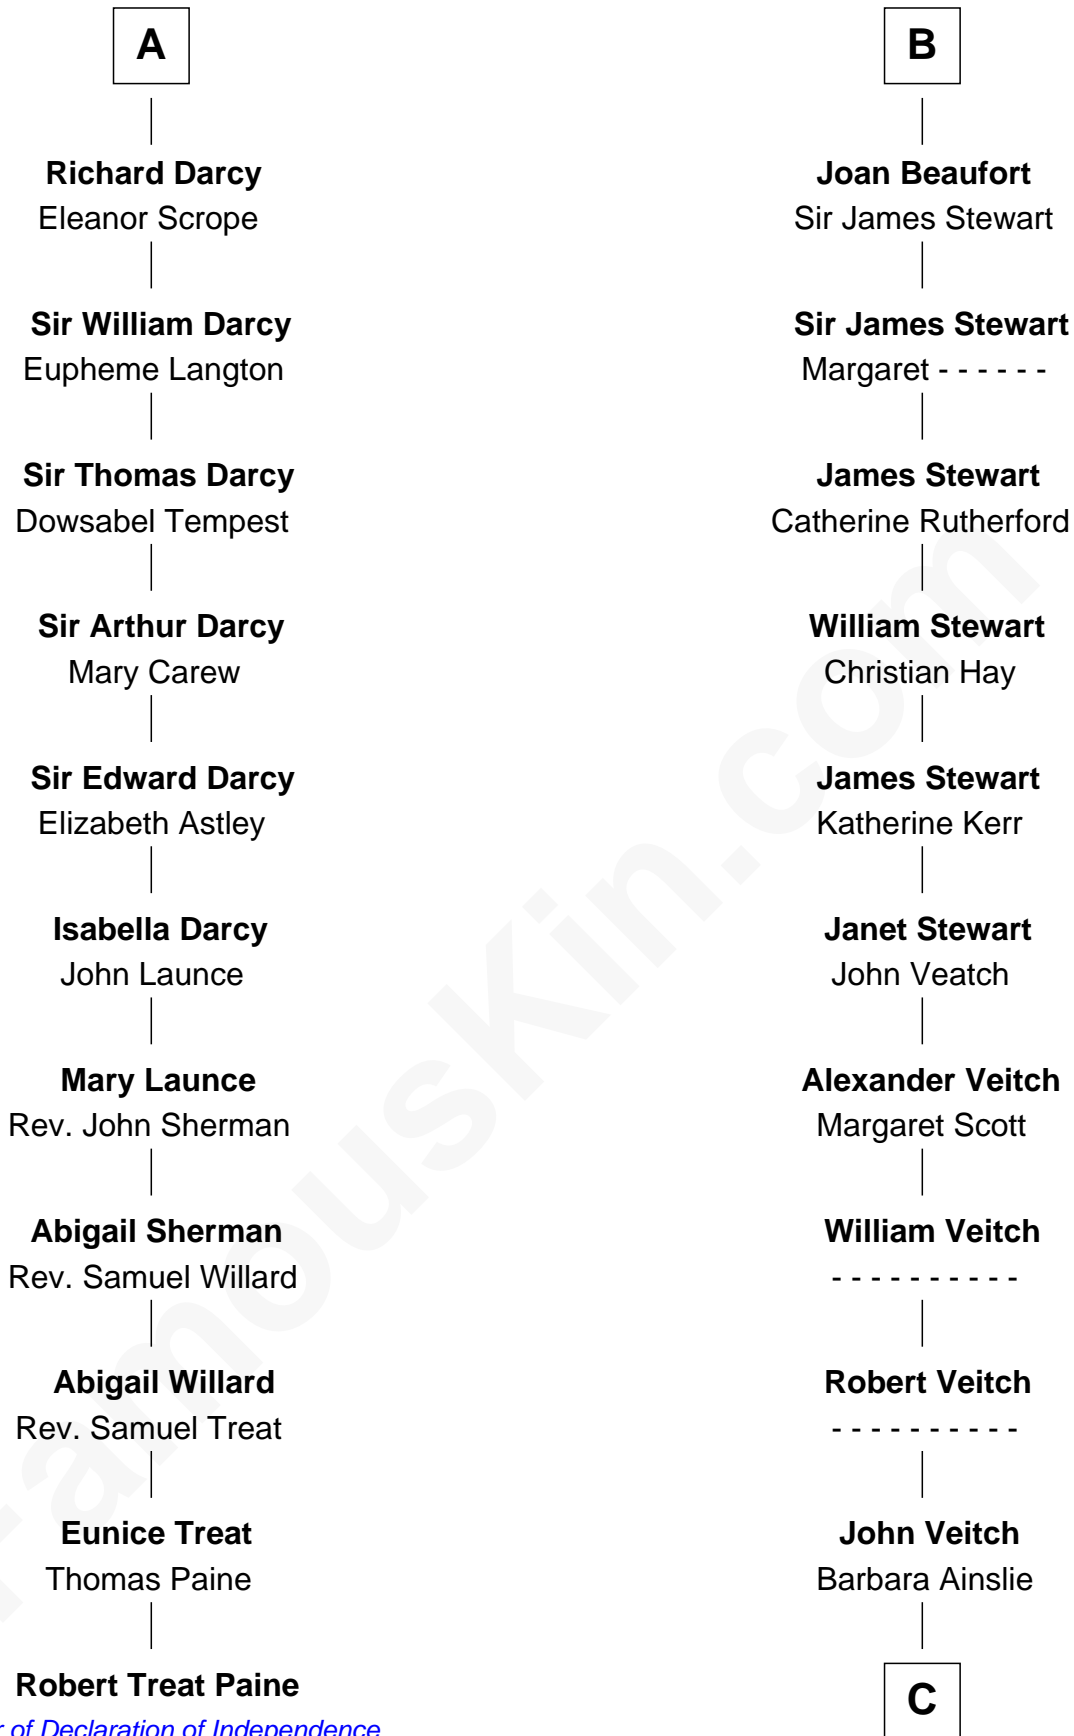 A
Richard Darcy
Eleanor Scrope
Sir William Darcy
Eupheme Langton
Sir Thomas Darcy
Dowsabel Tempest
Sir Arthur Darcy
Mary Carew
Sir Edward Darcy
Elizabeth Astley
Isabella Darcy
John Launce
Mary Launce
Rev. John Sherman
Abigail Sherman
Rev. Samuel Willard
Abigail Willard
Rev. Samuel Treat
Eunice Treat
Thomas Paine
Robert Treat Paine
of Declaration of Independence
B
Joan Beaufort
Sir James Stewart
Sir James Stewart
Margaret - - - - - -
James Stewart
Catherine Rutherford
William Stewart
Christian Hay
James Stewart
Katherine Kerr
Janet Stewart
John Veatch
Alexander Veitch
Margaret Scott
William Veitch
- - - - - - - - - -
Robert Veitch
- - - - - - - - - -
John Veitch
Barbara Ainslie
C
FamousKin.com